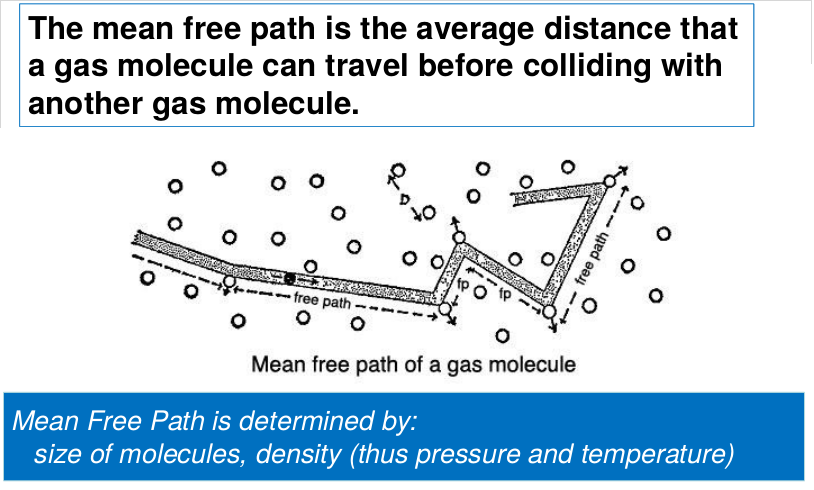 The mean free path is the average distance that
a gas molecule can travel before colliding with
another gas molecule.
D
free path
fp
fp
free path
Mean free path of a gas molecule
Mean Free Path is determined by:
size of molecules, density (thus pressure and temperature)